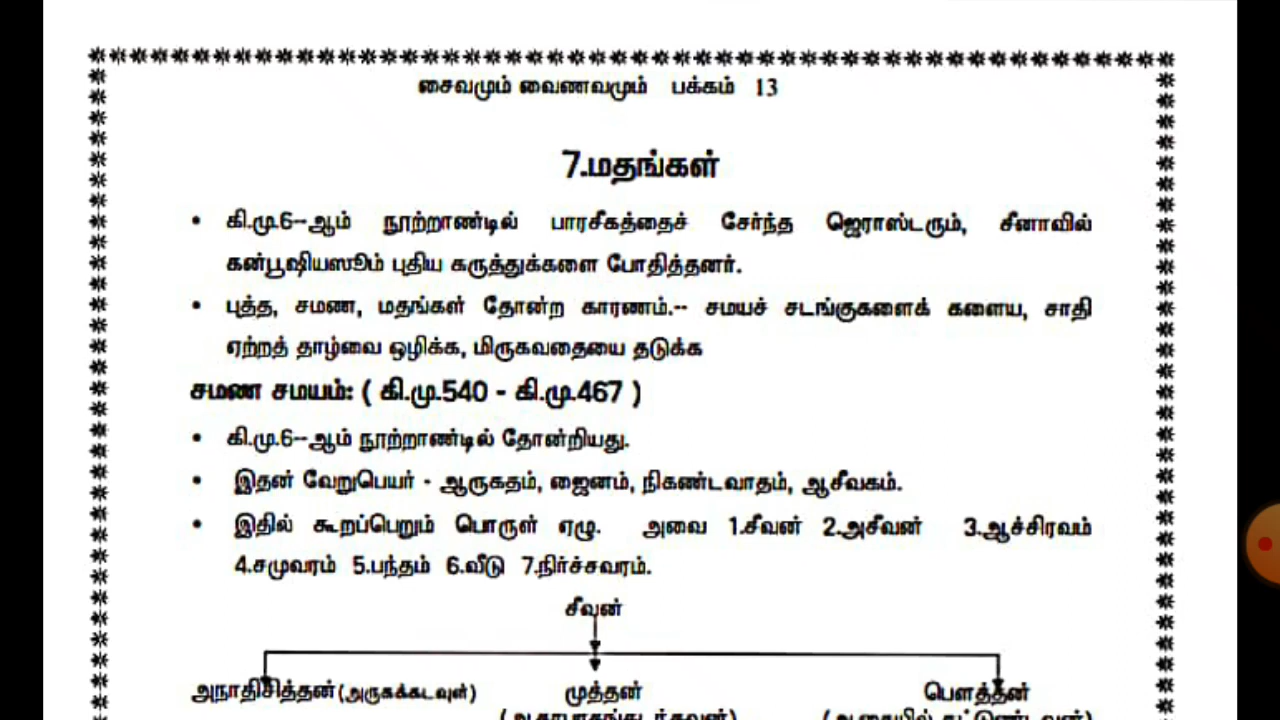 சைவமும் வைணவமும் பக்கம் 13
7.மதங்கள்
• கி.மு.6--ஆம் நூற்றாண்டில் பாரசீகத்தைச் சேர்ந்த ஜெராஸ்டரும், சீனாவில்
கன்பூஷியஸூம் புதிய கருத்துக்களை போதித்தனர்.
• புத்த, சமண, மதங்கள் தோன்ற காரணம்.-- சமயச் சடங்குகளைக் களைய, சாதி
ஏற்றத் தாழ்வை ஒழிக்க, மிருகவதையை தடுக்க
சமண சமயம்: ( கி.மு.540 - கி.மு.467 )
• கி.மு.6--ஆம் நூற்றாண்டில் தோன்றியது.
• இதன் வேறுபெயர் - ஆருகதம், ஜைனம், நிகண்டவாதம், ஆசீவகம்.
• இதில் கூறப்பெறும் பொருள் ஏழு. அவை 1.சீவன் 2.அசீவன் 3.ஆச்சிரவம்
4.சமுவரம் 5.பந்தம் 6.வீடு 7.நிர்ச்சவரம்.
சீவன்
அநாதிசித்தன்(அருகக்கடவுள்) முத்தன் பௌத்தன்